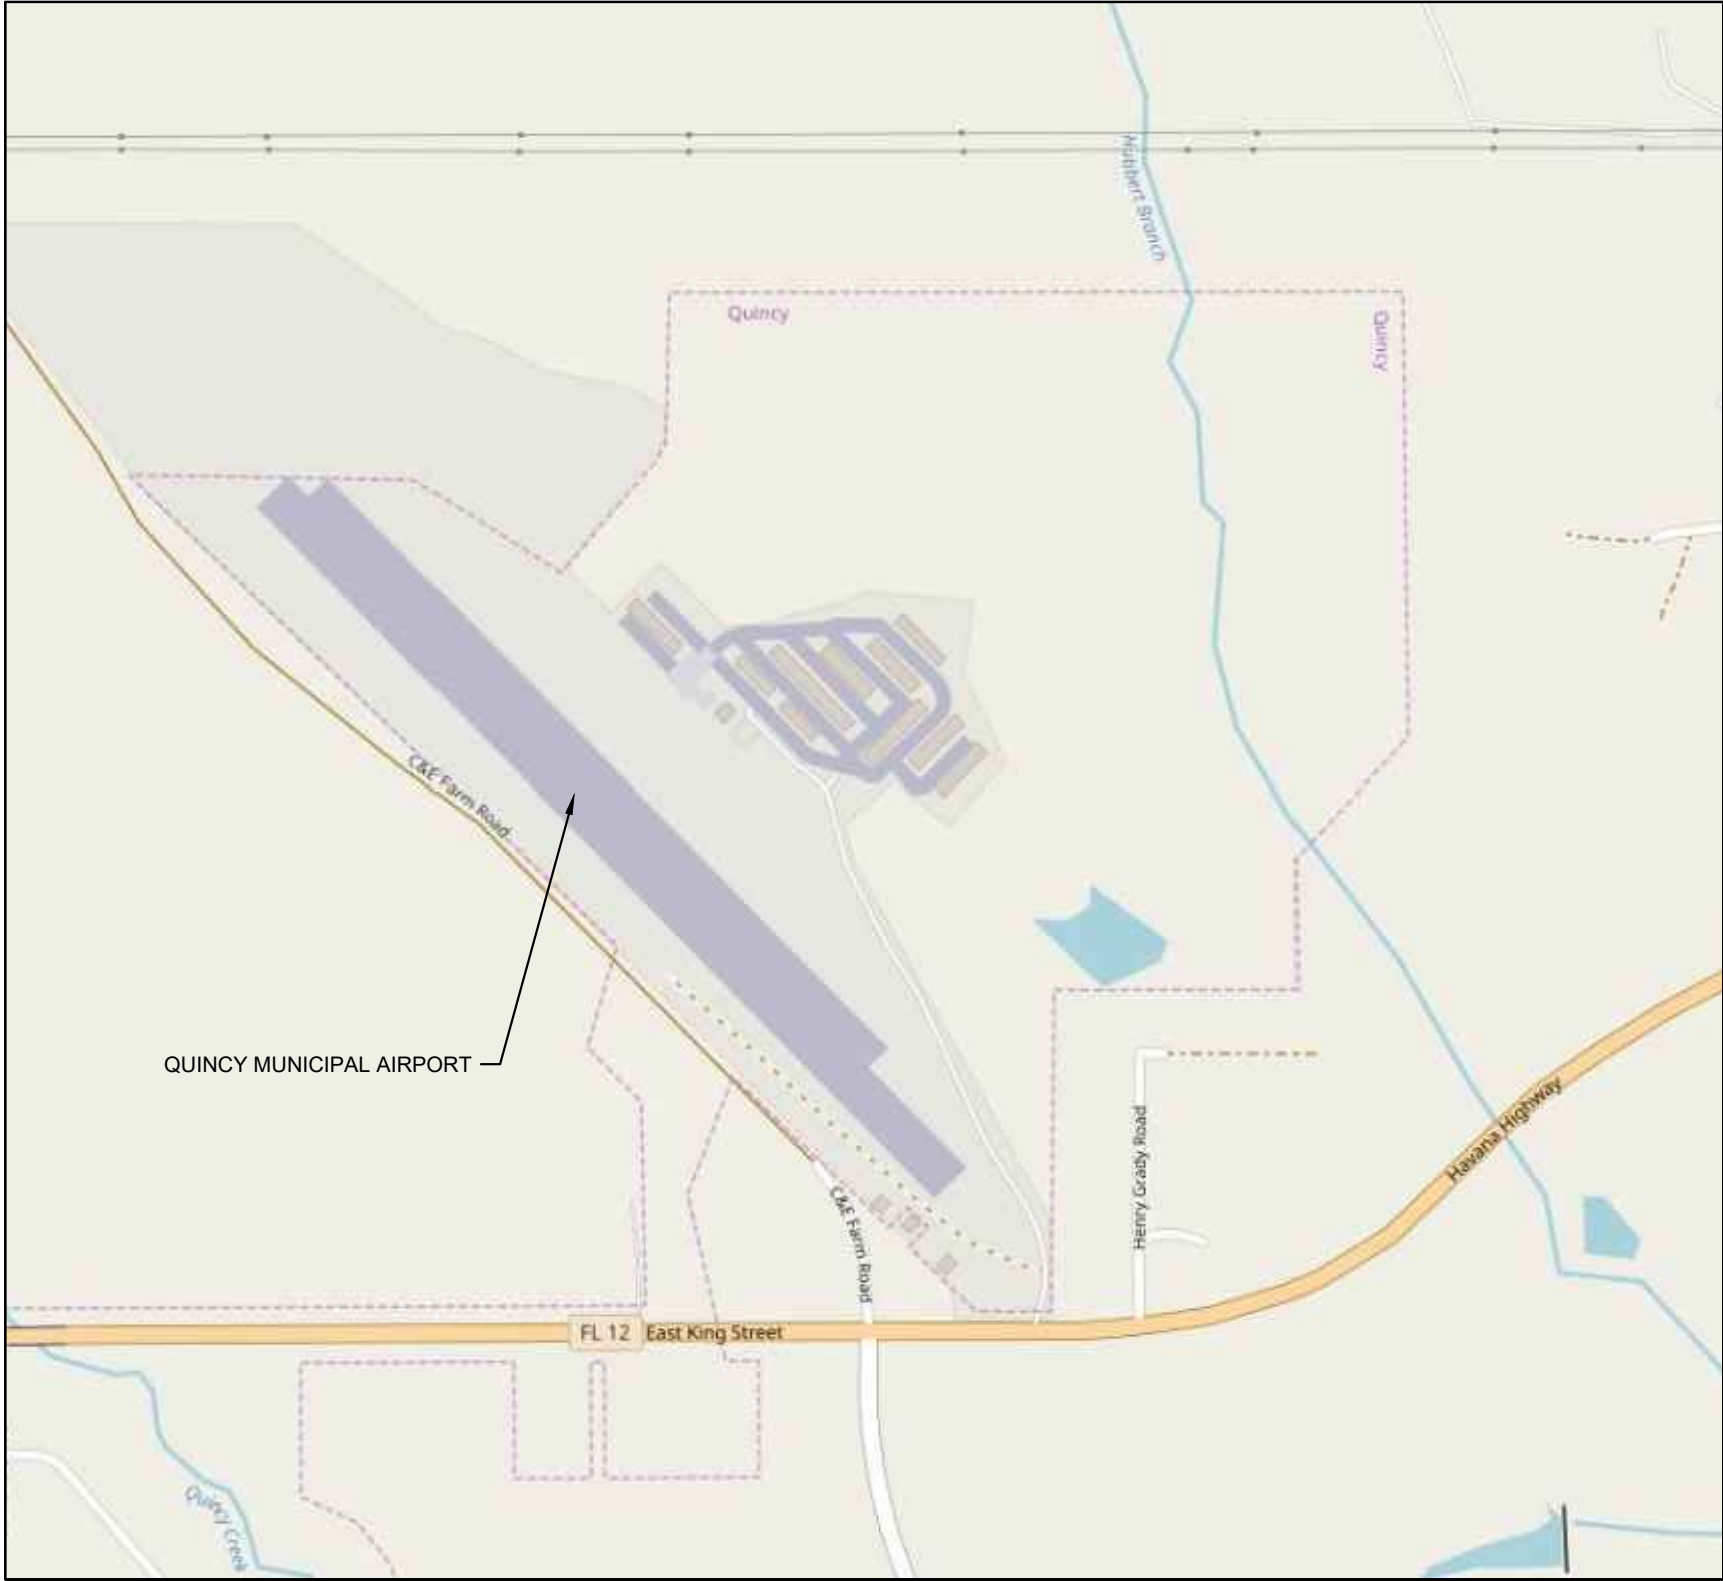 Hubbert Branch
Quincy
Quincy
C&E Farm Road
QUINCY MUNICIPAL AIRPORT
Henry Grady Road
Havana Highway
C&E Farm Road
FL 12
East King Street
Quincy Creek